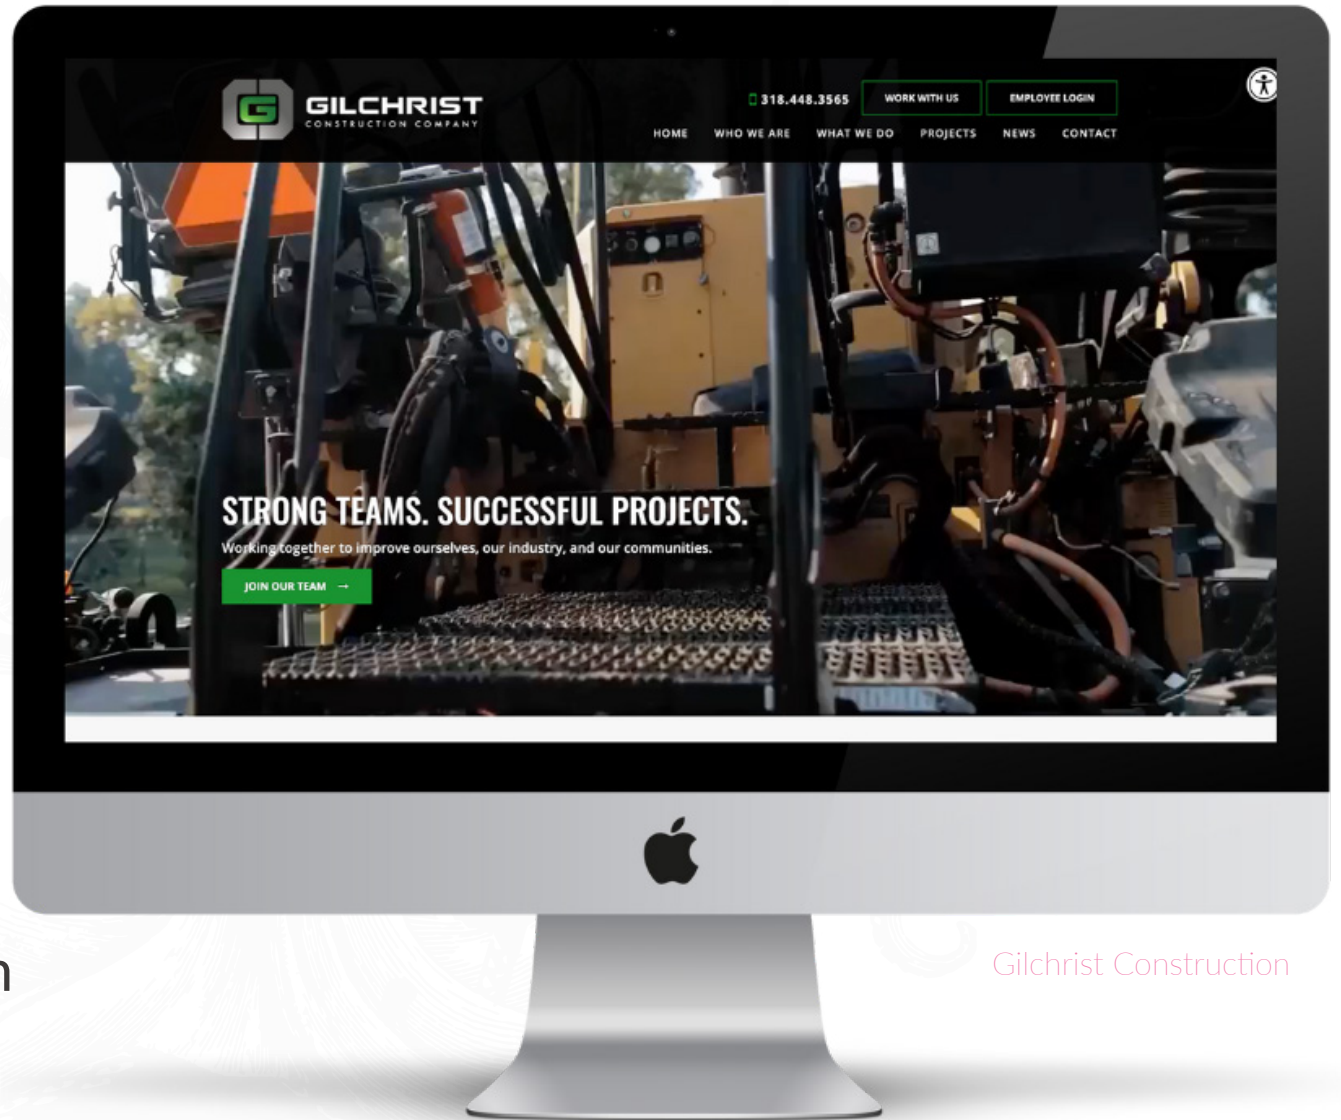 GILCHRIST
CONSTRUCTION COMPANY
318.448.3565
WORK WITH US
EMPLOYEE LOGIN
HOME WHO WE ARE WHAT WE DO PROJECTS NEWS CONTACT
STRONG TEAMS. SUCCESSFUL PROJECTS.
Working together to improve ourselves, our industry, and our communities.
JOIN OUR TEAM →
Gilchrist Construction